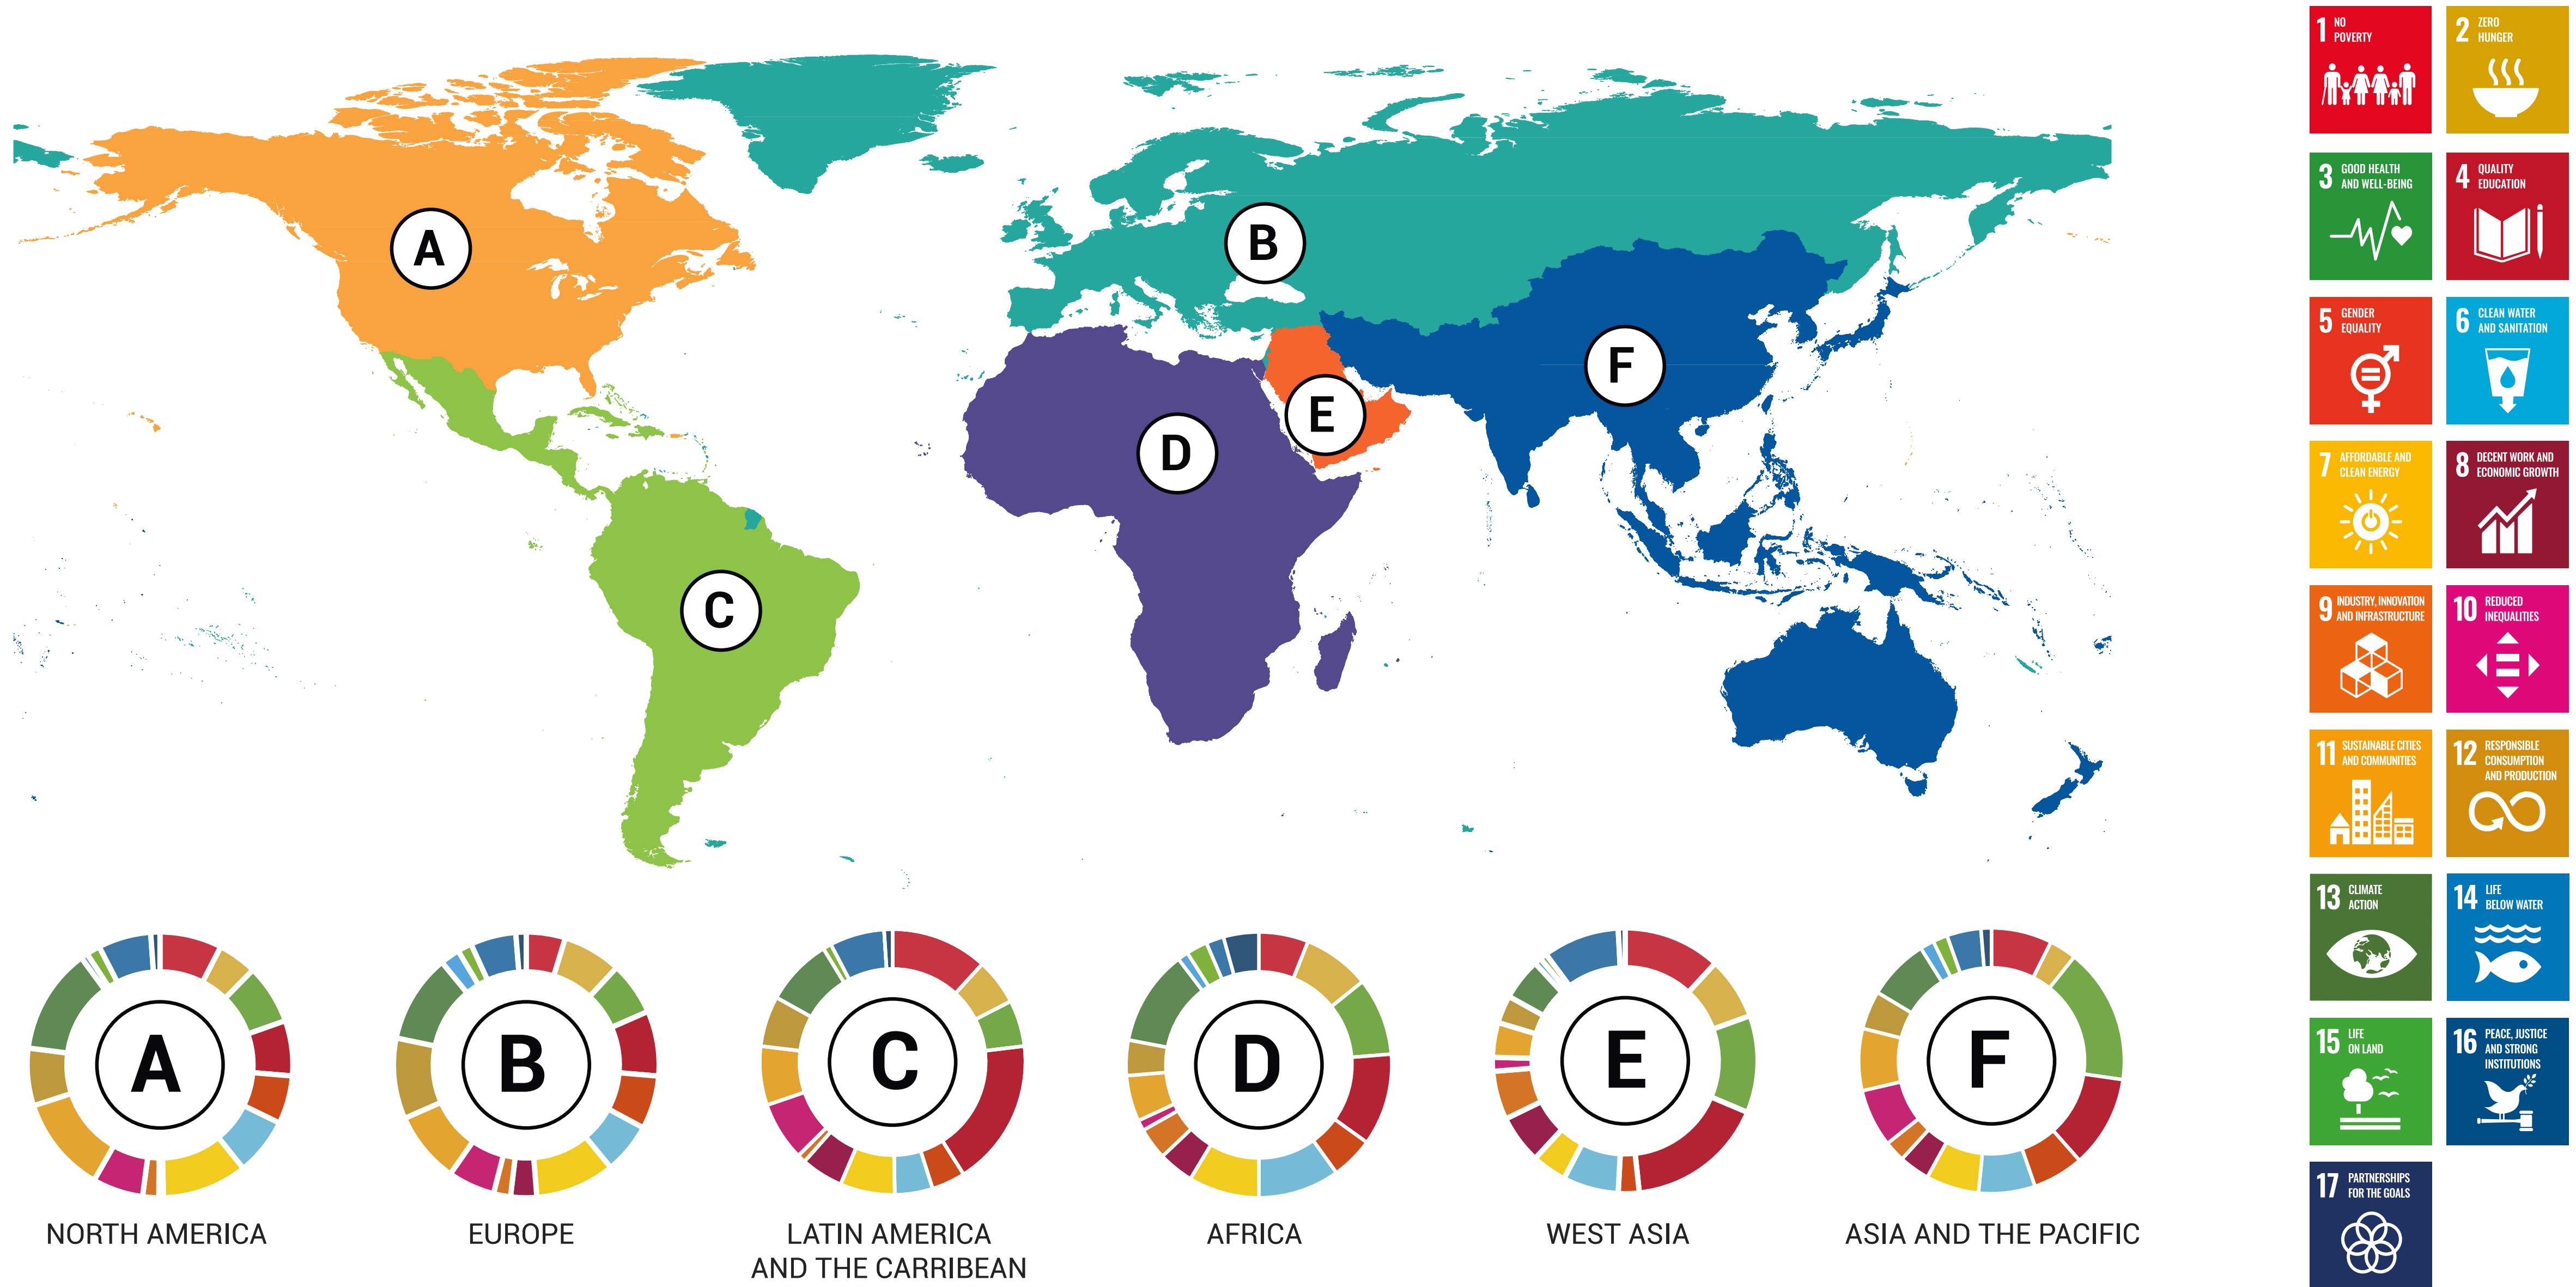 A
B
C
D
E
F
1 NO
POVERTY
2 ZERO
HUNGER
3 GOOD HEALTH
AND WELL-BEING
4 QUALITY
EDUCATION
5 GENDER
EQUALITY
6 CLEAN WATER
AND SANITATION
7 AFFORDABLE AND
CLEAN ENERGY
8 DECENT WORK AND
ECONOMIC GROWTH
9 INDUSTRY, INNOVATION
AND INFRASTRUCTURE
10 REDUCED
INEQUALITIES
11 SUSTAINABLE CITIES
AND COMMUNITIES
12 RESPONSIBLE
CONSUMPTION
AND PRODUCTION
13 CLIMATE
ACTION
14 LIFE
BELOW WATER
15 LIFE
ON LAND
16 PEACE, JUSTICE
AND STRONG
INSTITUTIONS
17 PARTNERSHIPS
FOR THE GOALS
A
NORTH AMERICA
B
EUROPE
C
LATIN AMERICA
AND THE CARRIBEAN
D
AFRICA
E
WEST ASIA
F
ASIA AND THE PACIFIC